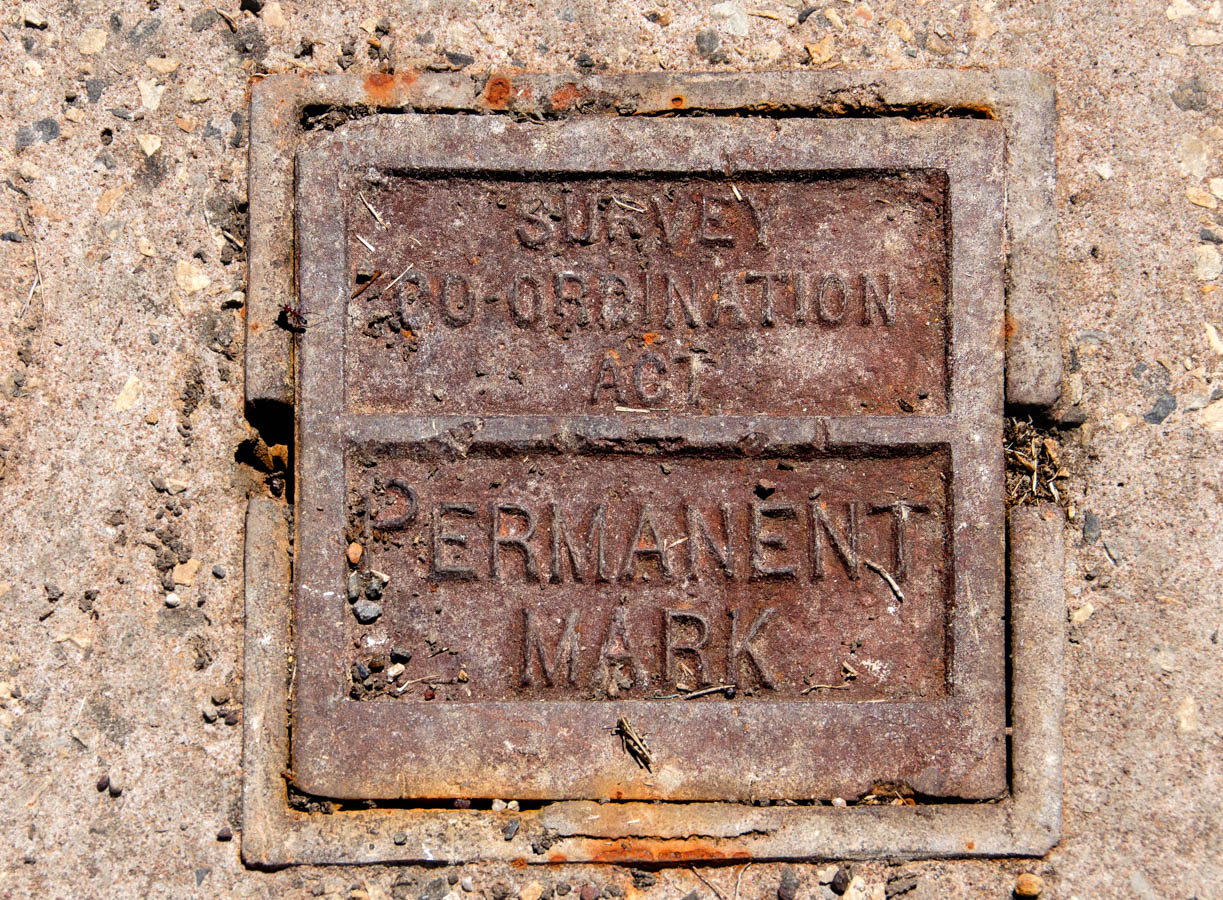 SURVEY
CO-ORDINATION
ACT
PERMANENT
MARK